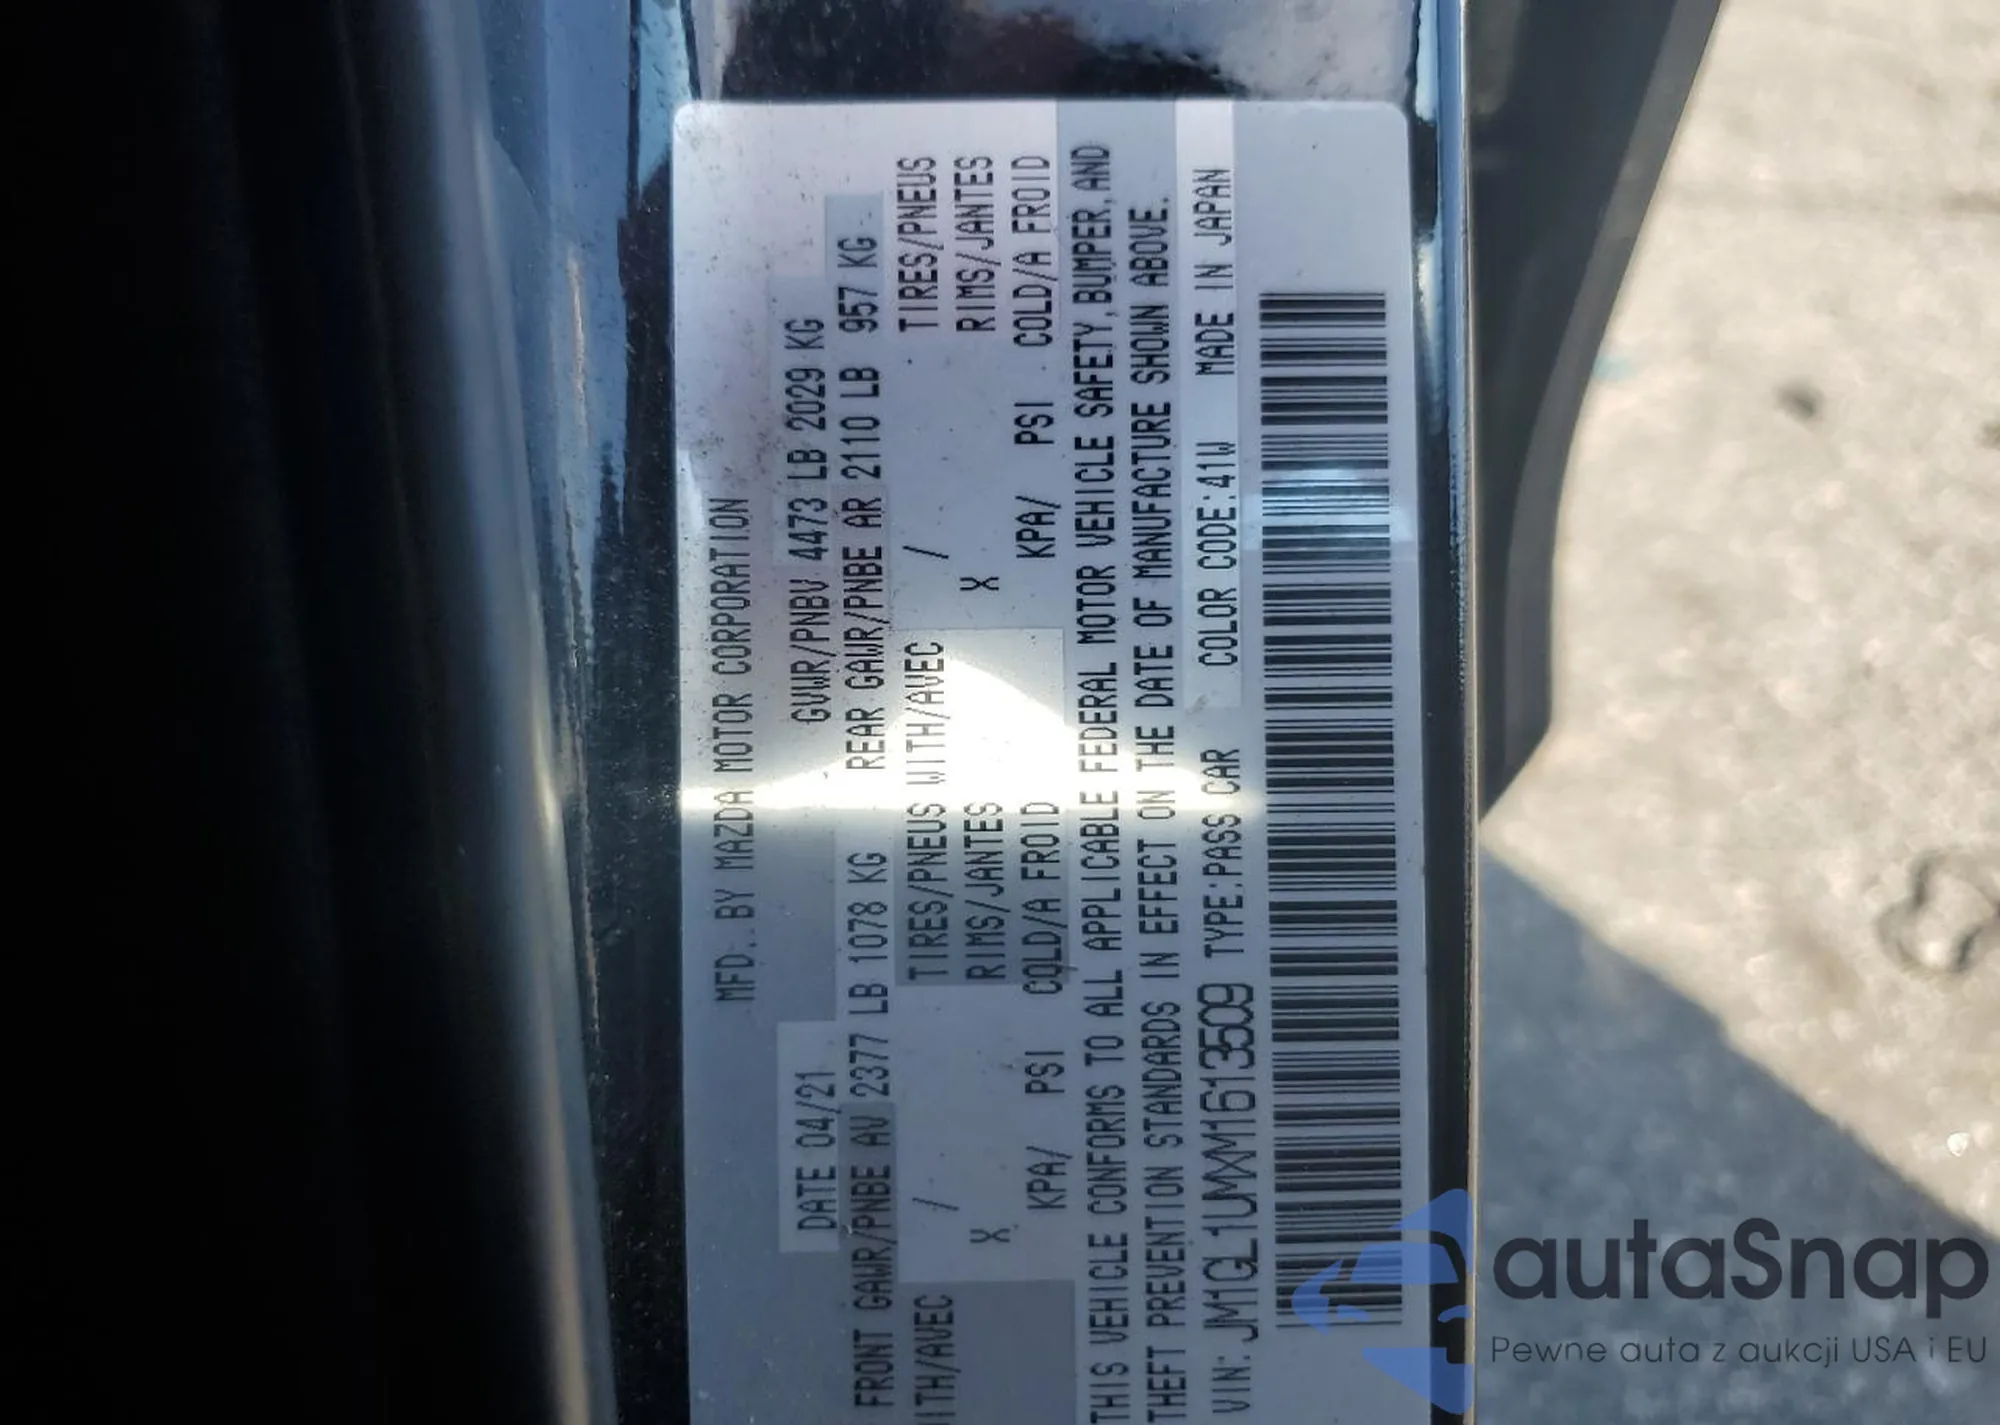 MFD. BY MAZDA MOTOR CORPORATION
DATE 04/21 GVWR/PNBV 4473 LB 2029 KG
FRONT GAWR/PNBE AV 2377 LB 1078 KG REAR GAWR/PNBE AR 2110 LB 957 KG
ITH/AVEC / TIRES/PNEUS WITH/AVEC / TIRES/PNEUS
X RIMS/JANTES X RIMS/JANTES
KPA/ PSI COLD/A FROID KPA/ PSI COLD/A FROID
THIS VEHICLE CONFORMS TO ALL APPLICABLE FEDERAL MOTOR VEHICLE SAFETY, BUMPER, AND
THEFT PREVENTION STANDARDS IN EFFECT ON THE DATE OF MANUFACTURE SHOWN ABOVE.
VIN: JM1GL1UMXM1613509 TYPE:PASS CAR COLOR CODE:41W MADE IN JAPAN
autaSnap
Pewne auta z aukcji USA i EU